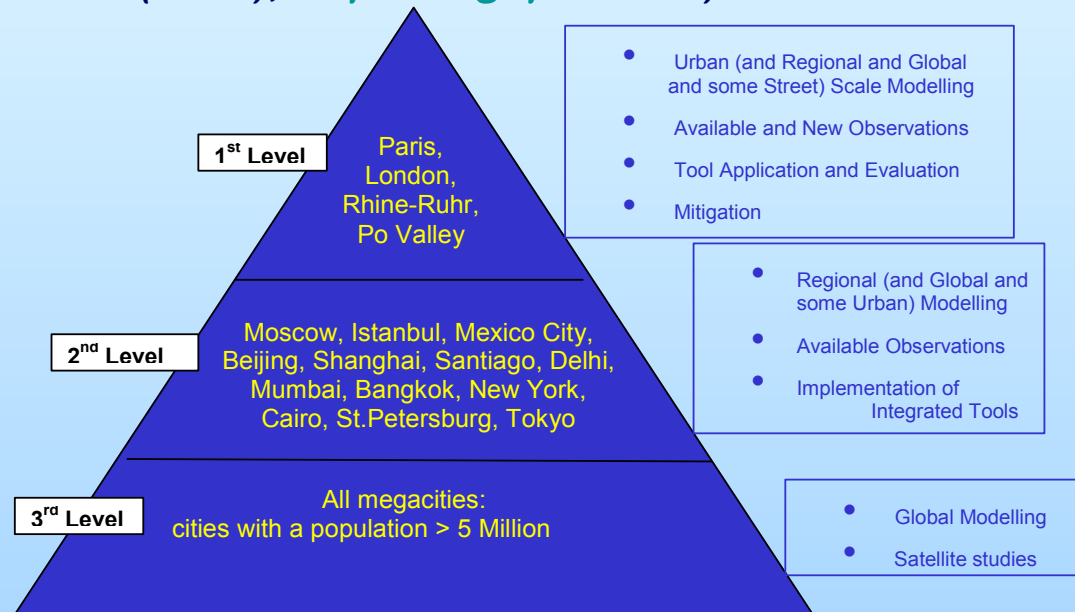 1st Level
Paris,
London,
Rhine-Ruhr,
Po Valley
• Urban (and Regional and Global
and some Street) Scale Modelling
• Available and New Observations
• Tool Application and Evaluation
• Mitigation
2nd Level
Moscow, Istanbul, Mexico City,
Beijing, Shanghai, Santiago, Delhi,
Mumbai, Bangkok, New York,
Cairo, St.Petersburg, Tokyo
• Regional (and Global and
some Urban) Modelling
• Available Observations
• Implementation of
Integrated Tools
3rd Level
All megacities:
cities with a population > 5 Million
• Global Modelling
• Satellite studies